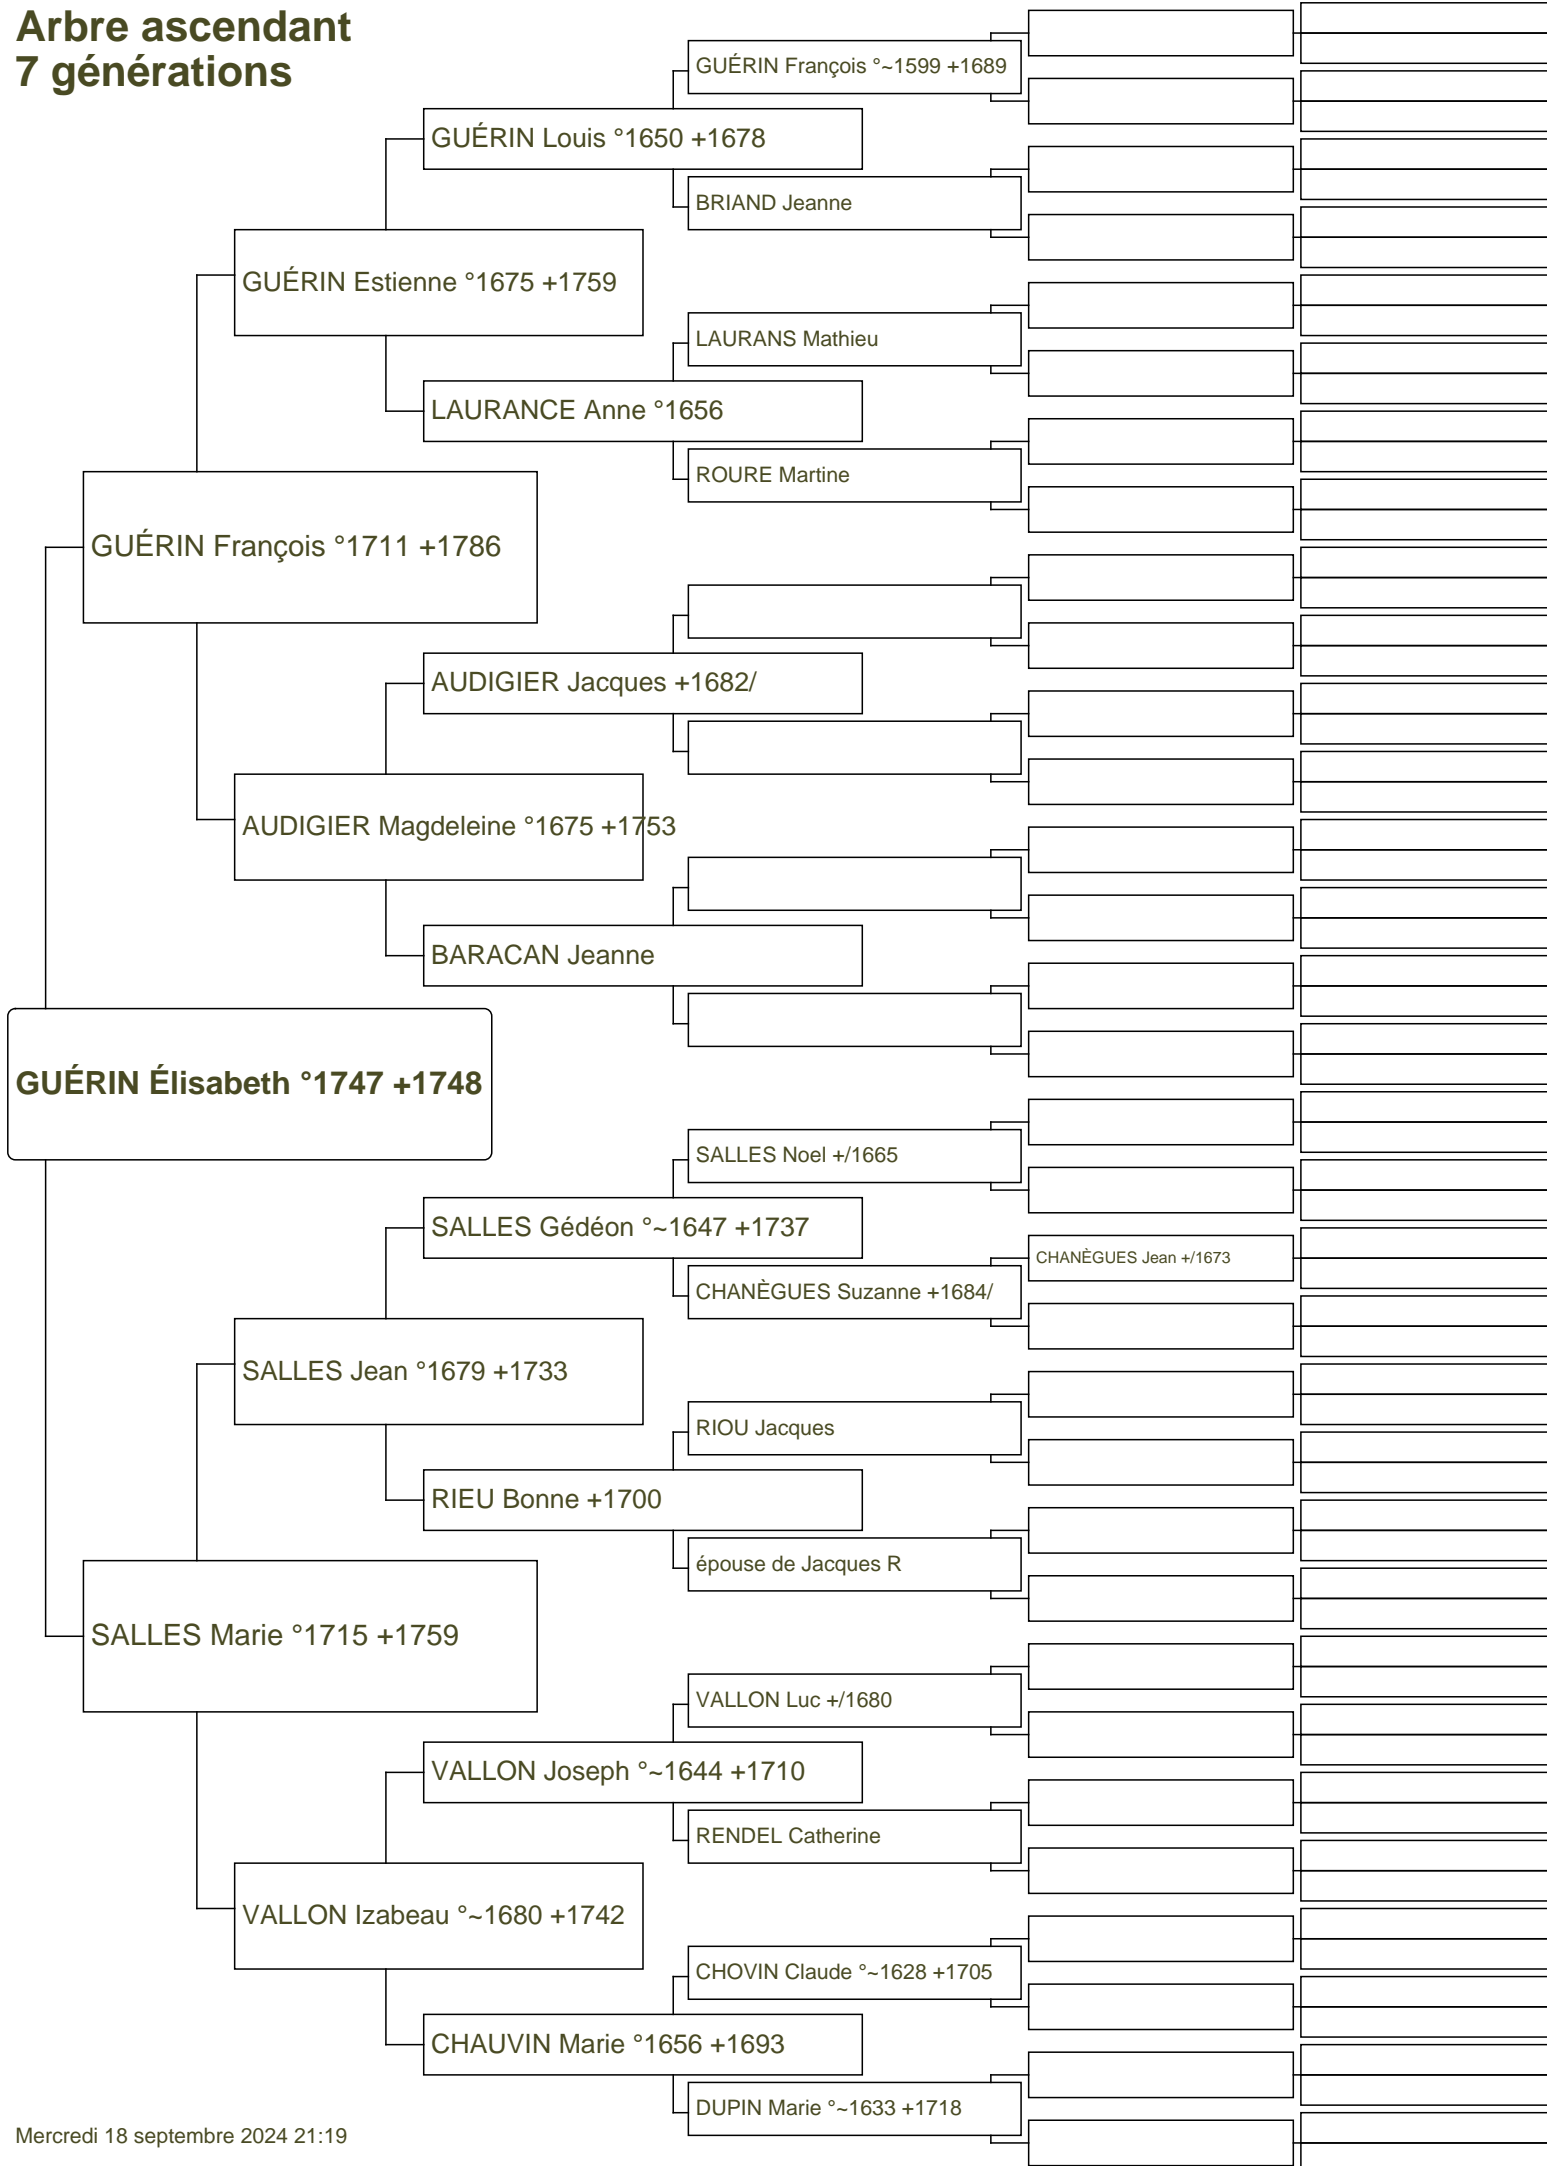 Arbre ascendant
7 générations
GUÉRIN François °~1599 +1689
GUÉRIN Louis °1650 +1678
BRIAND Jeanne
GUÉRIN Estienne °1675 +1759
LAURANS Mathieu
LAURANCE Anne °1656
ROURE Martine
GUÉRIN François °1711 +1786
AUDIGIER Jacques +1682/
AUDIGIER Magdeleine °1675 +1753
BARACAN Jeanne
GUÉRIN Élisabeth °1747 +1748
SALLES Noel +/1665
SALLES Gédéon °~1647 +1737
CHANÈGUES Jean +/1673
CHANÈGUES Suzanne +1684/
SALLES Jean °1679 +1733
RIOU Jacques
RIEU Bonne +1700
épouse de Jacques R
SALLES Marie °1715 +1759
VALLON Luc +/1680
VALLON Joseph °~1644 +1710
RENDEL Catherine
VALLON Izabeau °~1680 +1742
CHOVIN Claude °~1628 +1705
CHAUVIN Marie °1656 +1693
DUPIN Marie °~1633 +1718
Mercredi 18 septembre 2024 21:19